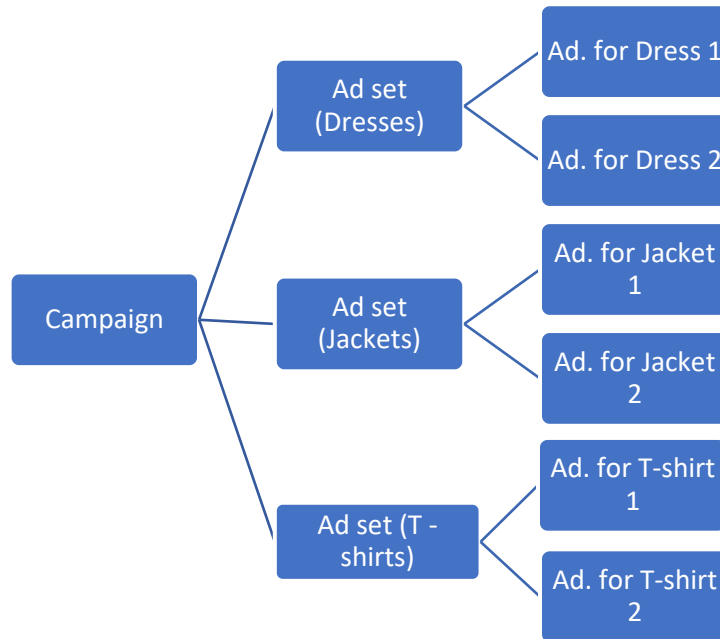 Campaign
Ad set
(Dresses)
Ad. for Dress 1
Ad. for Dress 2
Ad set
(Jackets)
Ad. for Jacket
1
Ad. for Jacket
2
Ad set (T -
shirts)
Ad. for T-shirt
1
Ad. for T-shirt
2